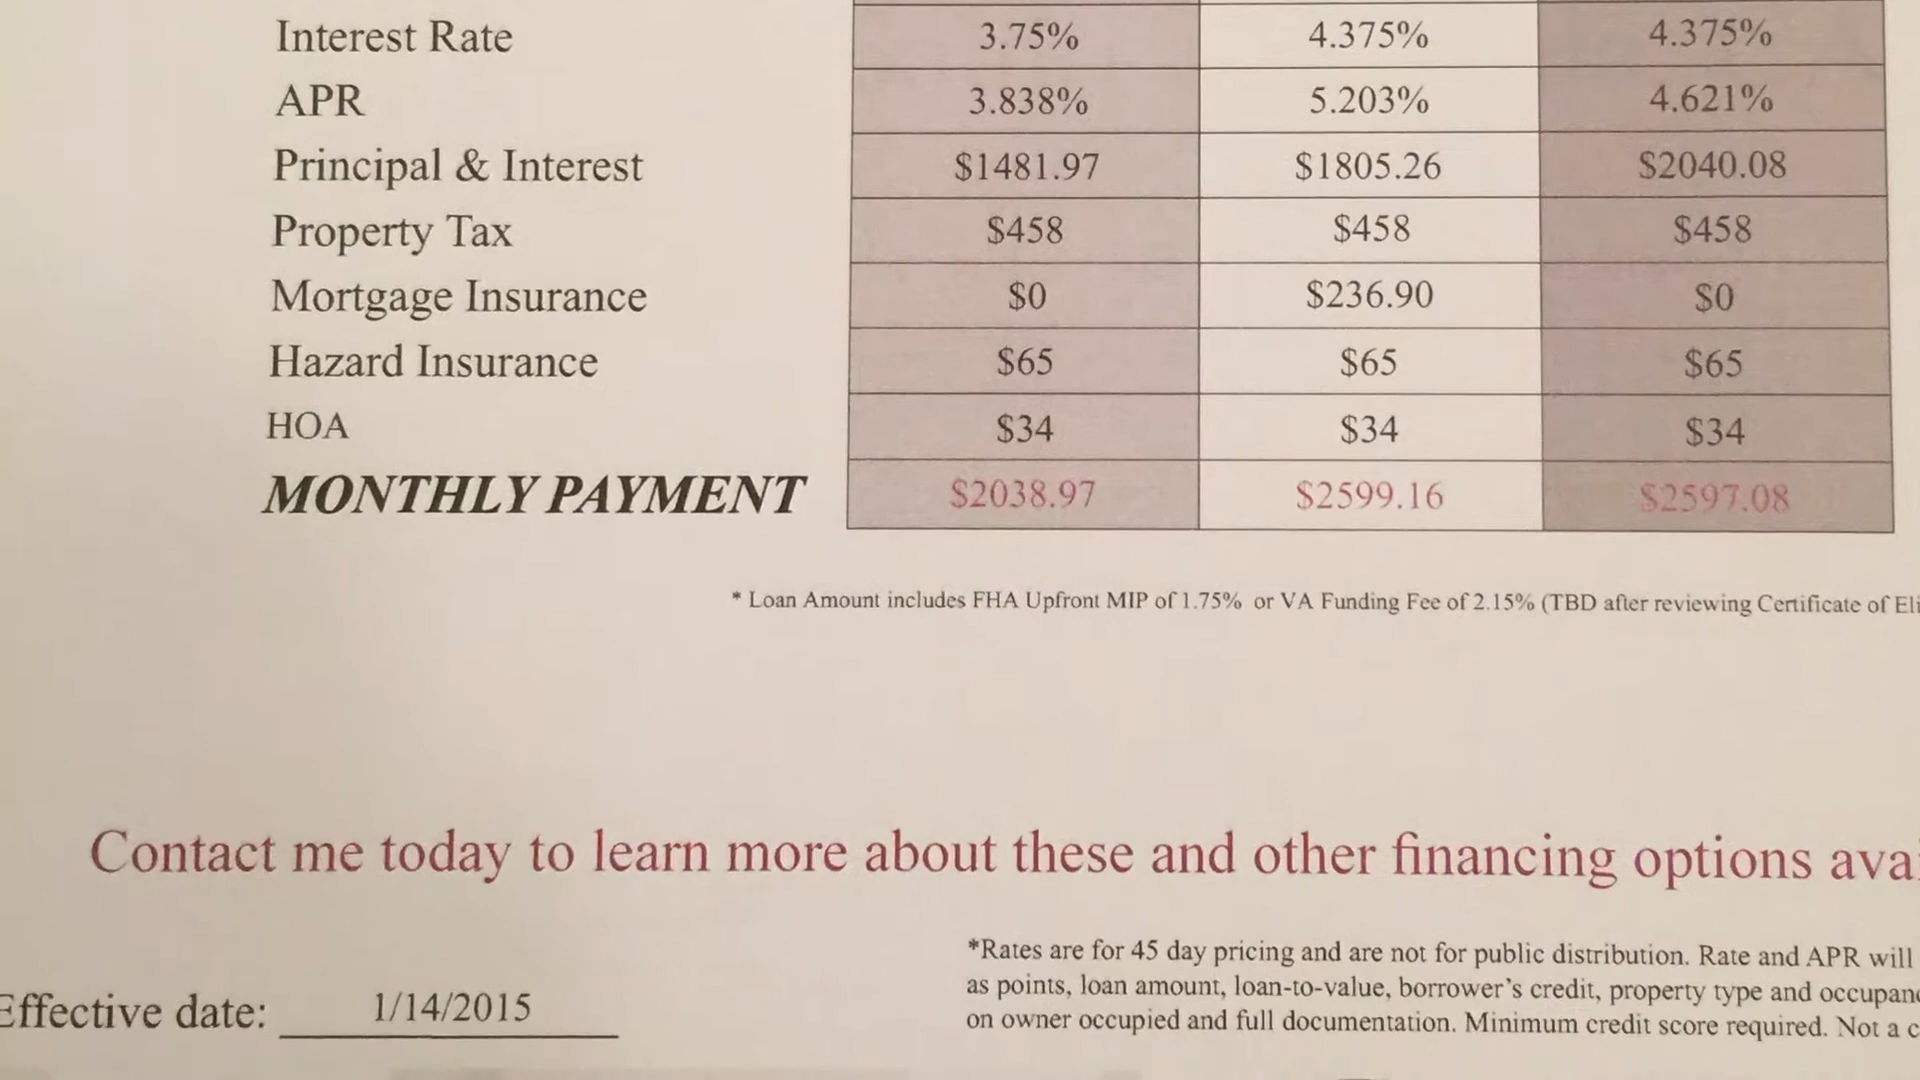 Interest Rate 3.75% 4.375% 4.375%
APR 3.838% 5.203% 4.621%
Principal & Interest $1481.97 $1805.26 $2040.08
Property Tax $458 $458 $458
Mortgage Insurance $0 $236.90 $0
Hazard Insurance $65 $65 $65
HOA $34 $34 $34
MONTHLY PAYMENT $2038.97 $2599.16 $2597.08
* Loan Amount includes FHA Upfront MIP of 1.75% or VA Funding Fee of 2.15% (TBD after reviewing Certificate of Eli
Contact me today to learn more about these and other financing options ava
*Rates are for 45 day pricing and are not for public distribution. Rate and APR will
as points, loan amount, loan-to-value, borrower's credit, property type and occupan
on owner occupied and full documentation. Minimum credit score required. Not a c
Effective date: 1/14/2015